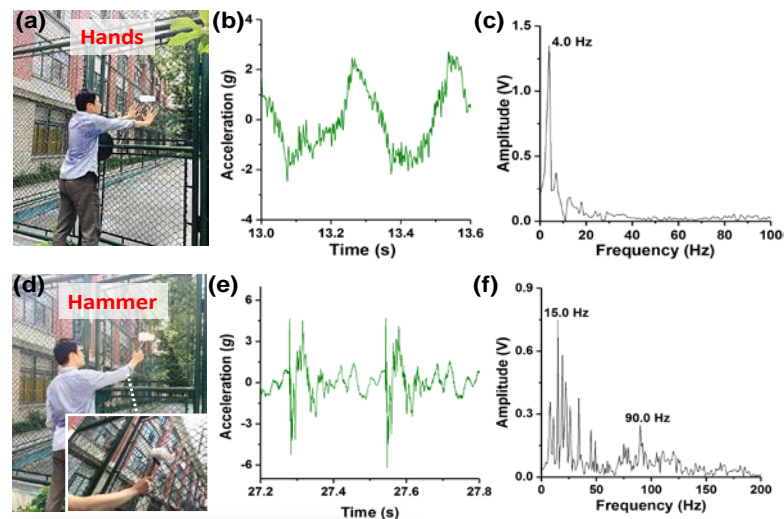 (a)
Hands
(b)
Acceleration (g)
4
2
0
-2
-4
13.0
13.2
13.4
13.6
Time (s)
(c)
Amplitude (V)
1.5
1.0
0.5
0.0
4.0 Hz
0
20
40
60
80
100
Frequency (Hz)
(d)
Hammer
(e)
Acceleration (g)
6
3
0
-3
-6
27.2
27.4
27.6
27.8
Time (s)
(f)
Amplitude (V)
0.9
0.6
0.3
0.0
15.0 Hz
90.0 Hz
0
50
100
150
200
Frequency (Hz)